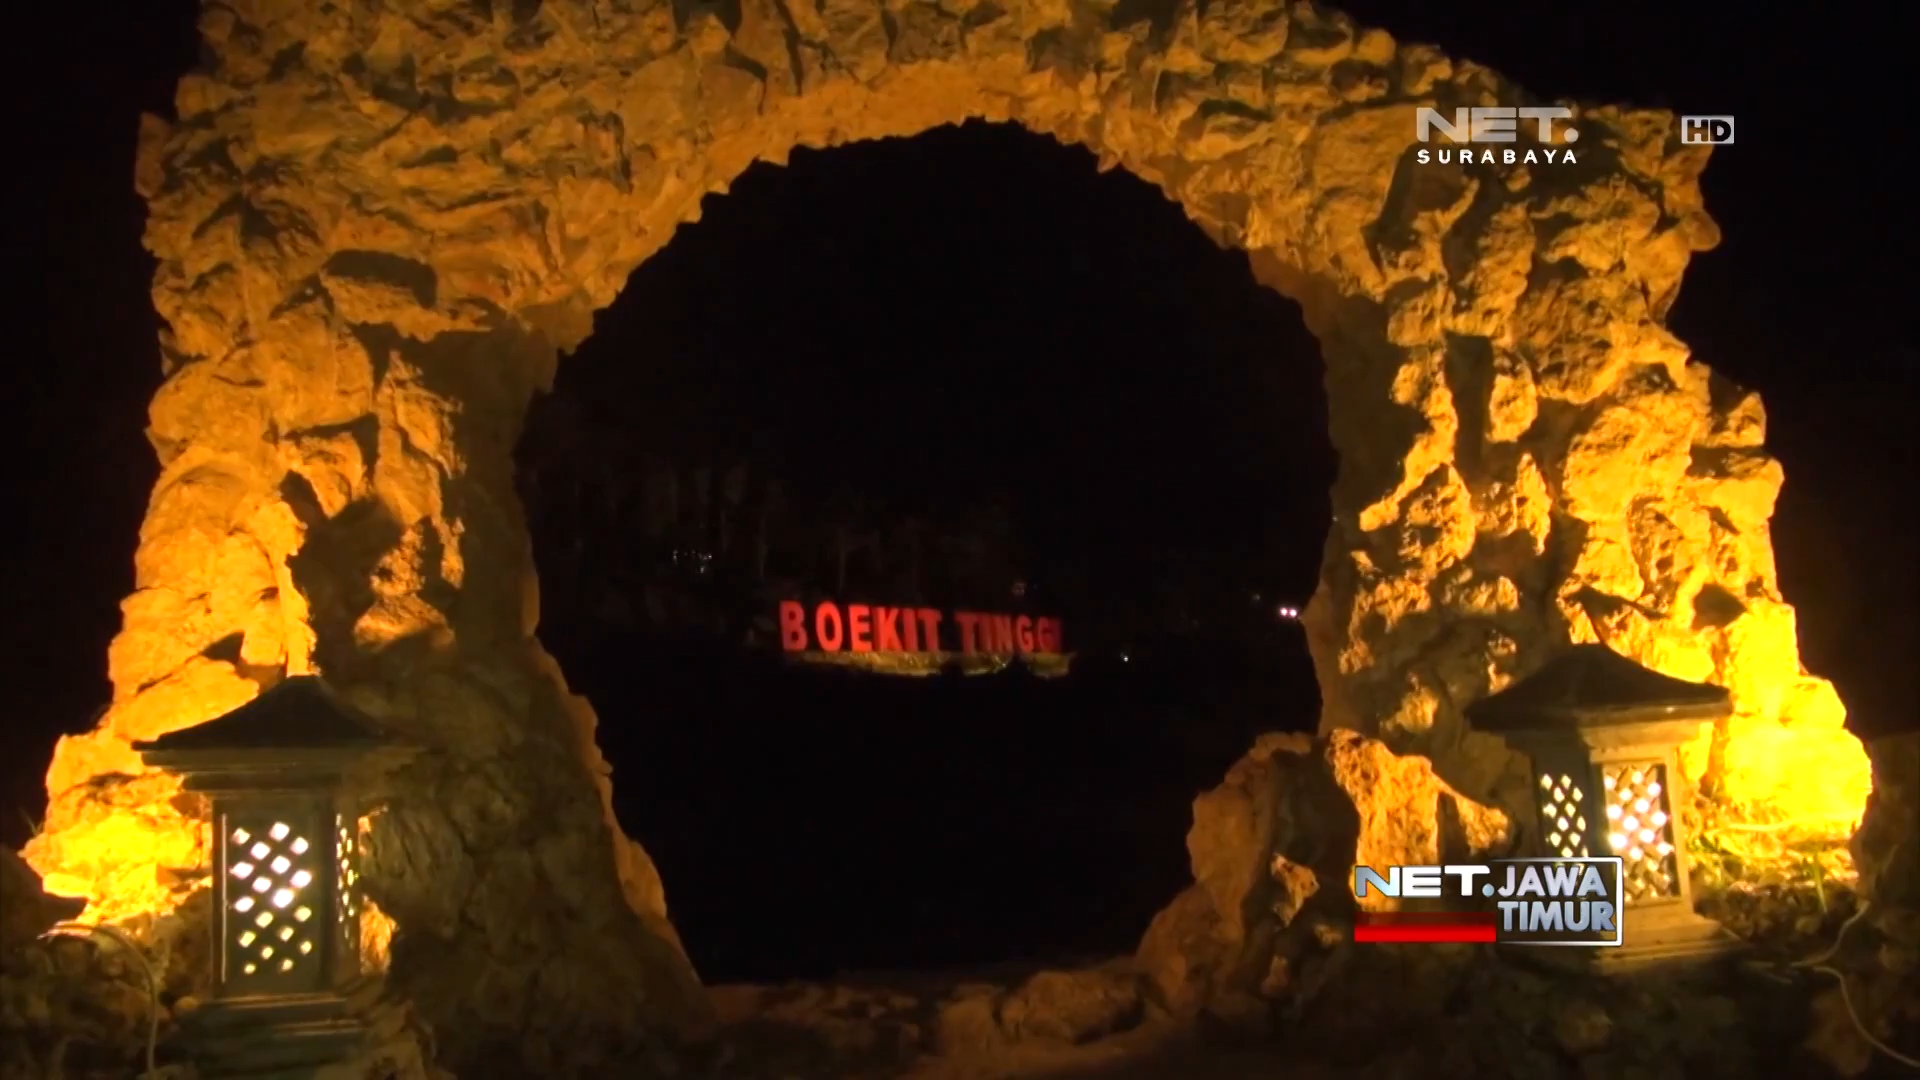 NET.
SURABAYA
HD
BOEKIT TINGGI
NET. JAWA
TIMUR